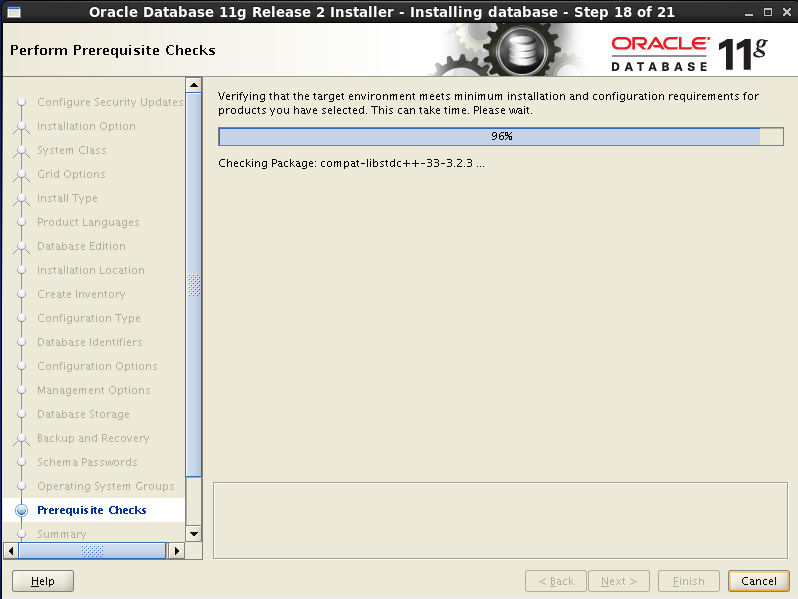 Oracle Database 11g Release 2 Installer - Installing database - Step 18 of 21
Perform Prerequisite Checks
ORACLE
DATABASE 11g
Configure Security Updates
Installation Option
System Class
Grid Options
Install Type
Product Languages
Database Edition
Installation Location
Create Inventory
Configuration Type
Database Identifiers
Configuration Options
Management Options
Database Storage
Backup and Recovery
Schema Passwords
Operating System Groups
Prerequisite Checks
Summary
Verifying that the target environment meets minimum installation and configuration requirements for
products you have selected. This can take time. Please wait.
96%
Checking Package: compat-libstdc++-33-3.2.3 ...
Help
< Back
Next >
Finish
Cancel